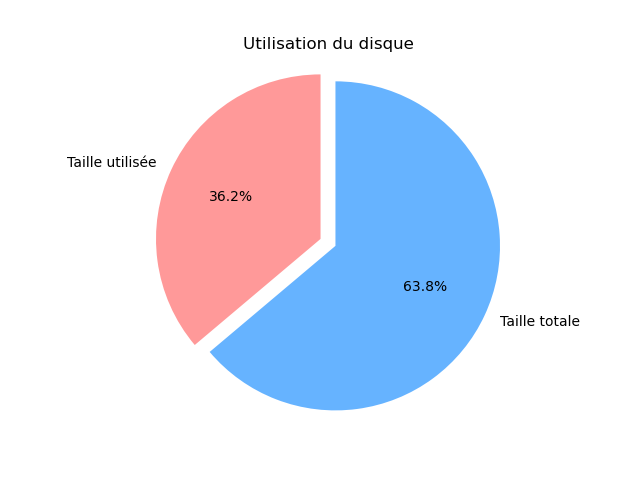 Utilisation du disque
Taille utilisée
36.2%
63.8%
Taille totale